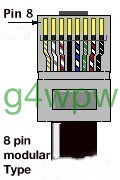 Pin 8
g4wpw
8 pin
modular
Type